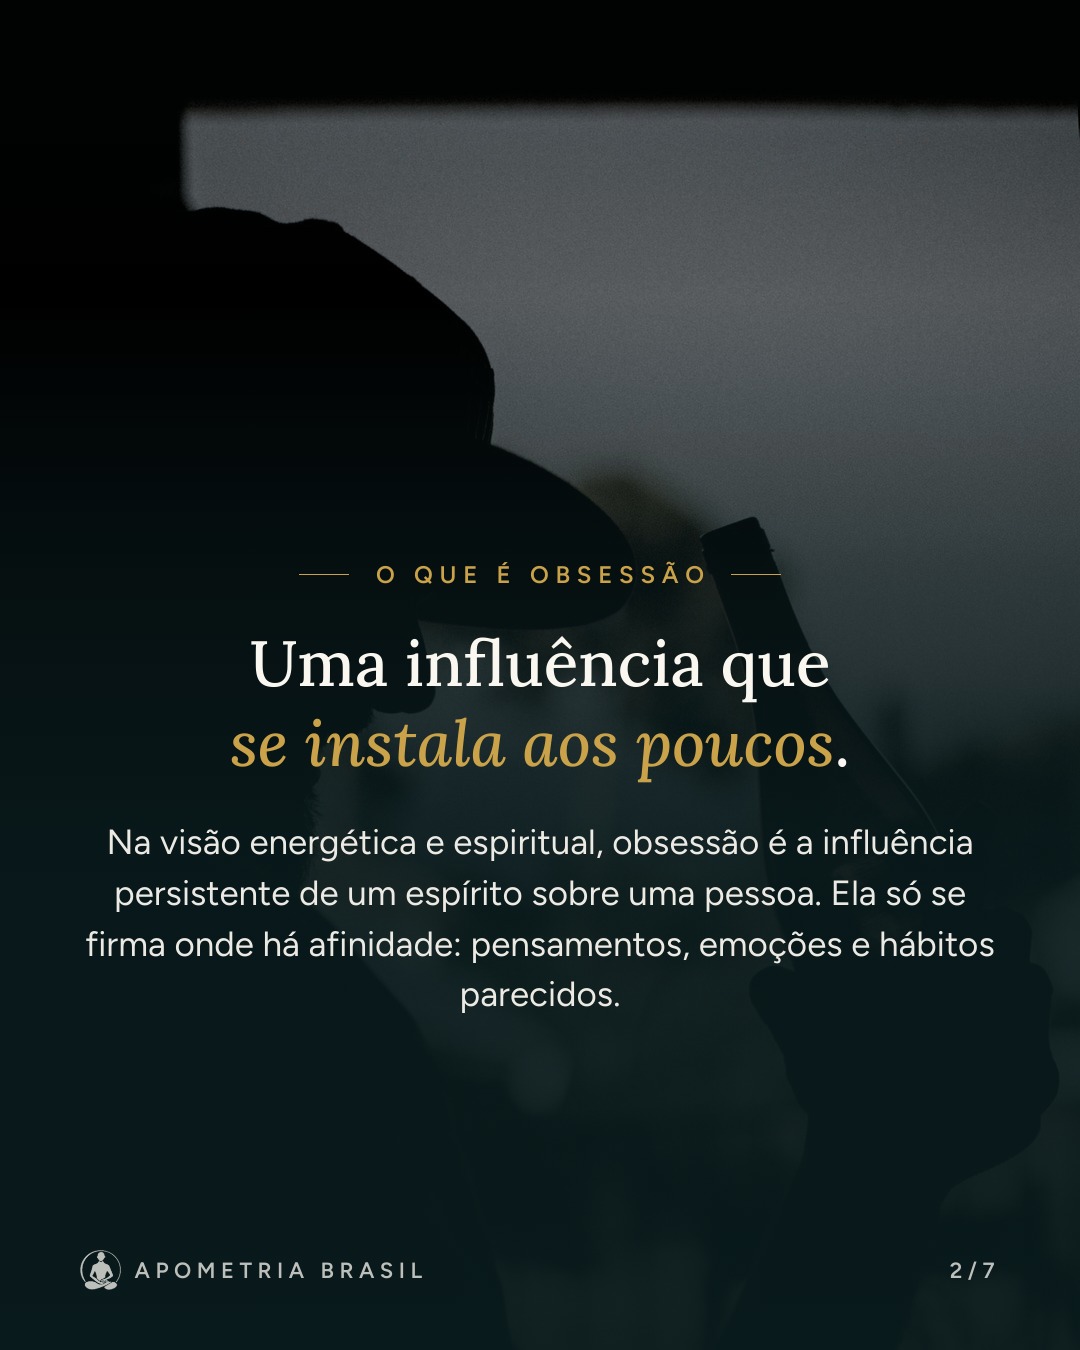 O QUE É OBSESSÃO
Uma influência que
se instala aos poucos.
Na visão energética e espiritual, obsessão é a influência
persistente de um espírito sobre uma pessoa. Ela só se
firma onde há afinidade: pensamentos, emoções e hábitos
parecidos.
APOMETRIA BRASIL
2/7